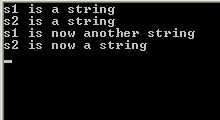 s1 is a string
s2 is a string
s1 is now another string
s2 is now a string